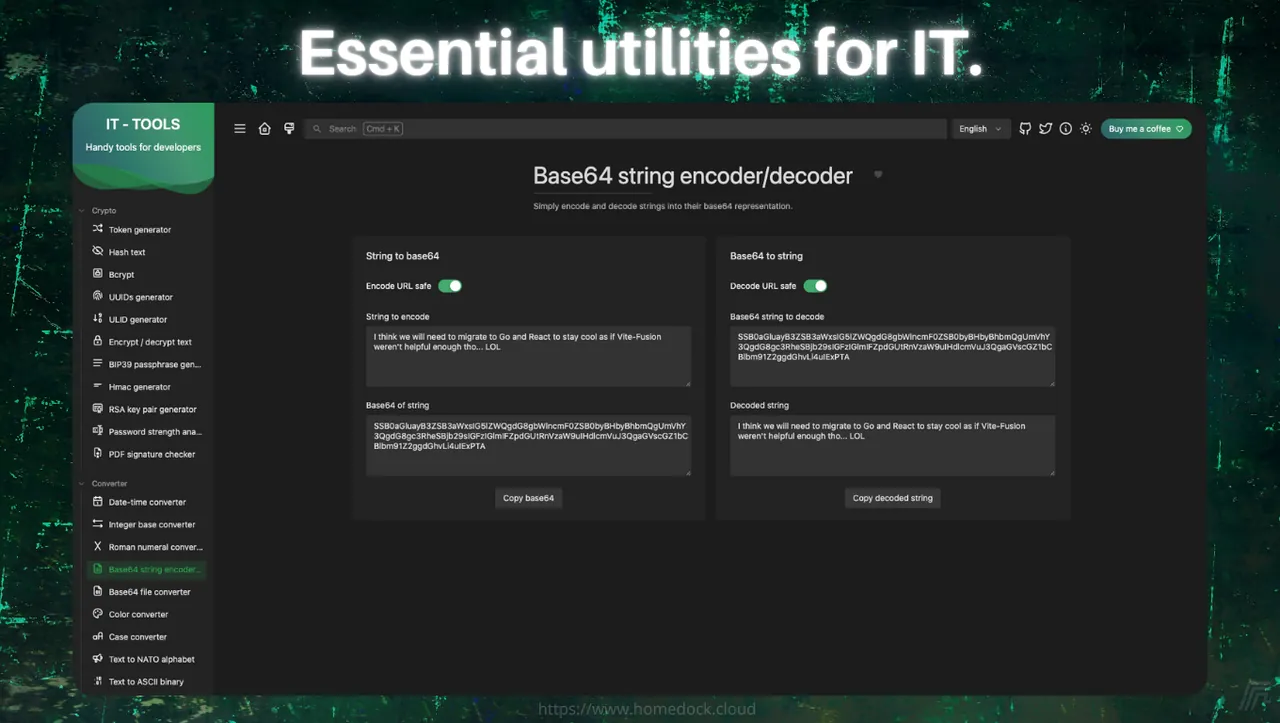 Essential utilities for IT.
IT - TOOLS
Handy tools for developers
Search Cmd + K
English
Buy me a coffee
Base64 string encoder/decoder
Simply encode and decode strings into their base64 representation.
Crypto
Token generator
Hash text
Bcrypt
UUIDs generator
ULID generator
Encrypt / decrypt text
BIP39 passphrase gen...
Hmac generator
RSA key pair generator
Password strength ana...
PDF signature checker
Converter
Date-time converter
Integer base converter
Roman numeral conver...
Base64 string encoder...
Base64 file converter
Color converter
Case converter
Text to NATO alphabet
Text to ASCII binary
String to base64
Encode URL safe
String to encode
I think we will need to migrate to Go and React to stay cool as if Vite-Fusion
weren't helpful enough tho... LOL
Base64 of string
Copy base64
Base64 to string
Decode URL safe
Base64 string to decode
Decoded string
I think we will need to migrate to Go and React to stay cool as if Vite-Fusion
weren't helpful enough tho... LOL
Copy decoded string
https://www.homedock.cloud